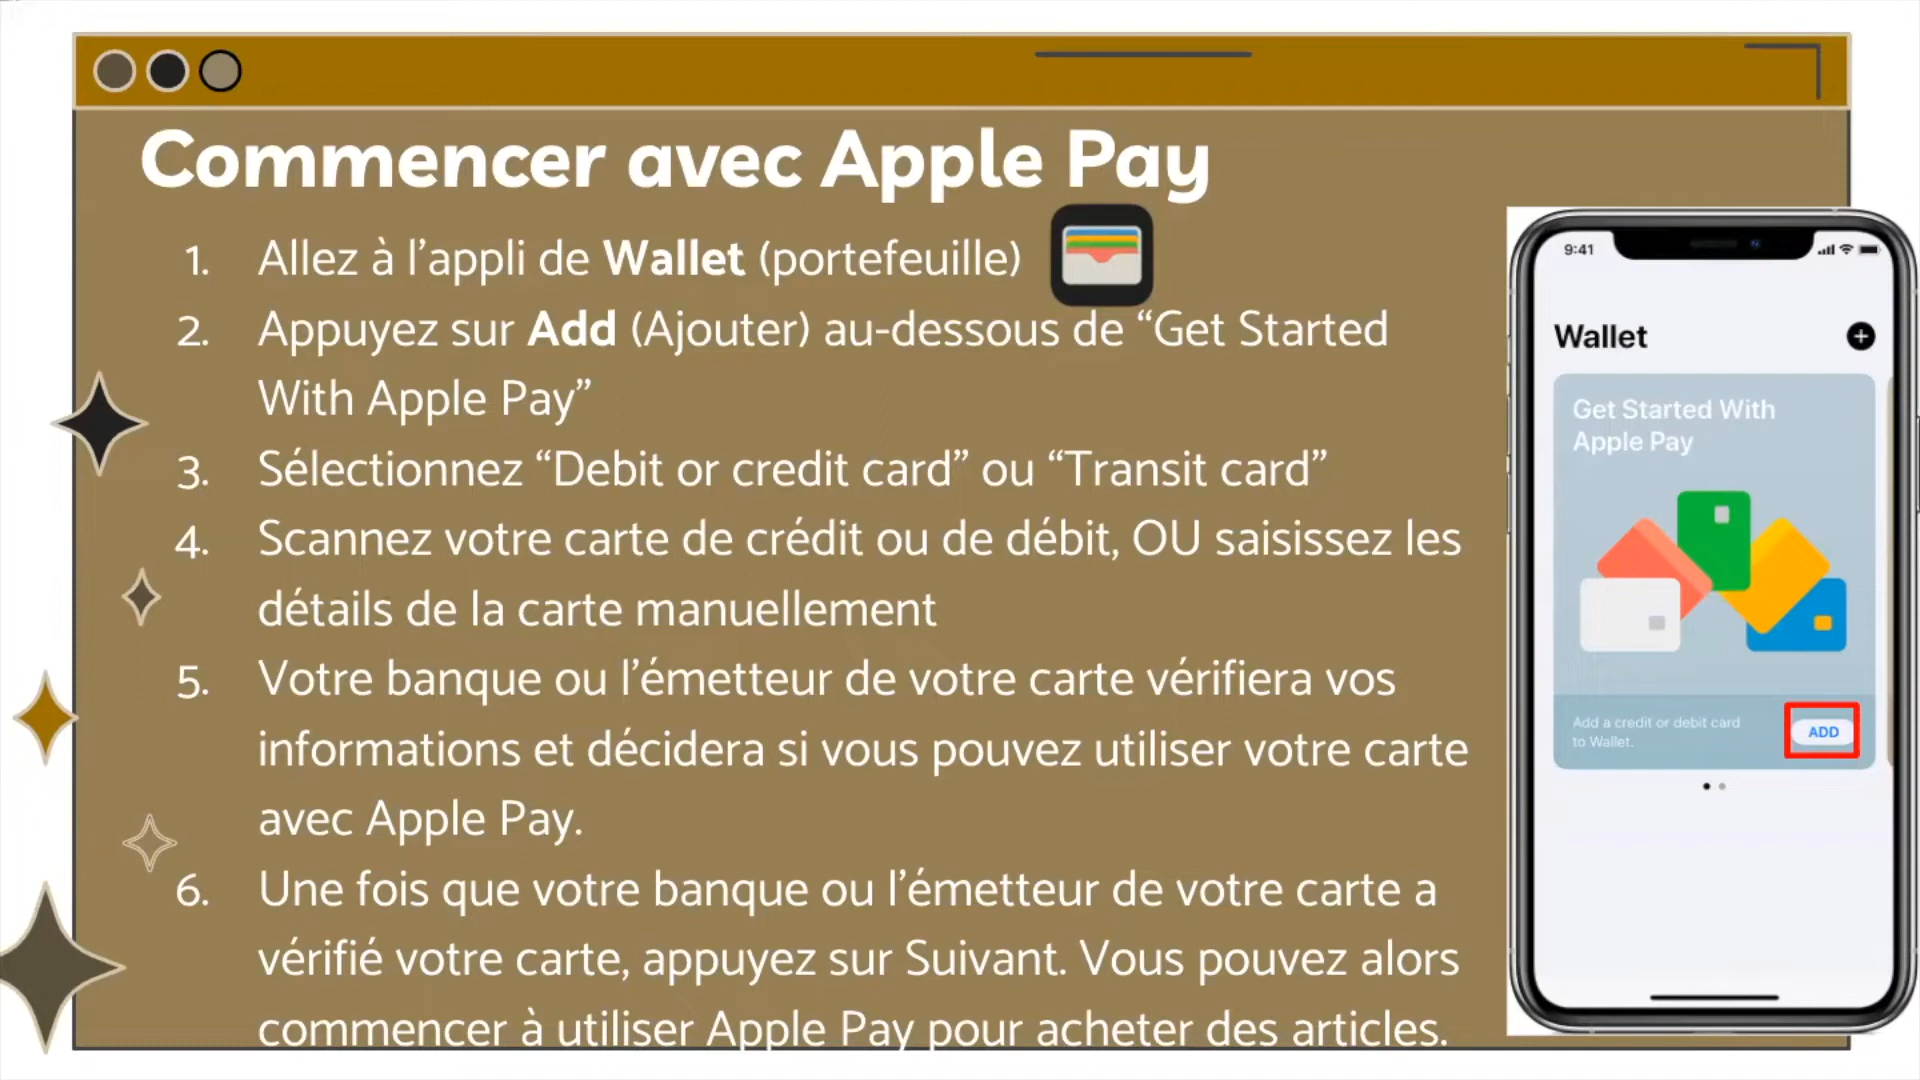 Commencer avec Apple Pay
1. Allez à l’appli de Wallet (portefeuille)
2. Appuyez sur Add (Ajouter) au-dessous de “Get Started
With Apple Pay”
3. Sélectionnez “Debit or credit card” ou “Transit card”
4. Scannez votre carte de crédit ou de débit, OU saisissez les
détails de la carte manuellement
5. Votre banque ou l’émetteur de votre carte vérifiera vos
informations et décidera si vous pouvez utiliser votre carte
avec Apple Pay.
6. Une fois que votre banque ou l’émetteur de votre carte a
vérifié votre carte, appuyez sur Suivant. Vous pouvez alors
commencer à utiliser Apple Pay pour acheter des articles.
9:41
Wallet
Get Started With
Apple Pay
Add a credit or debit card
to Wallet.
ADD